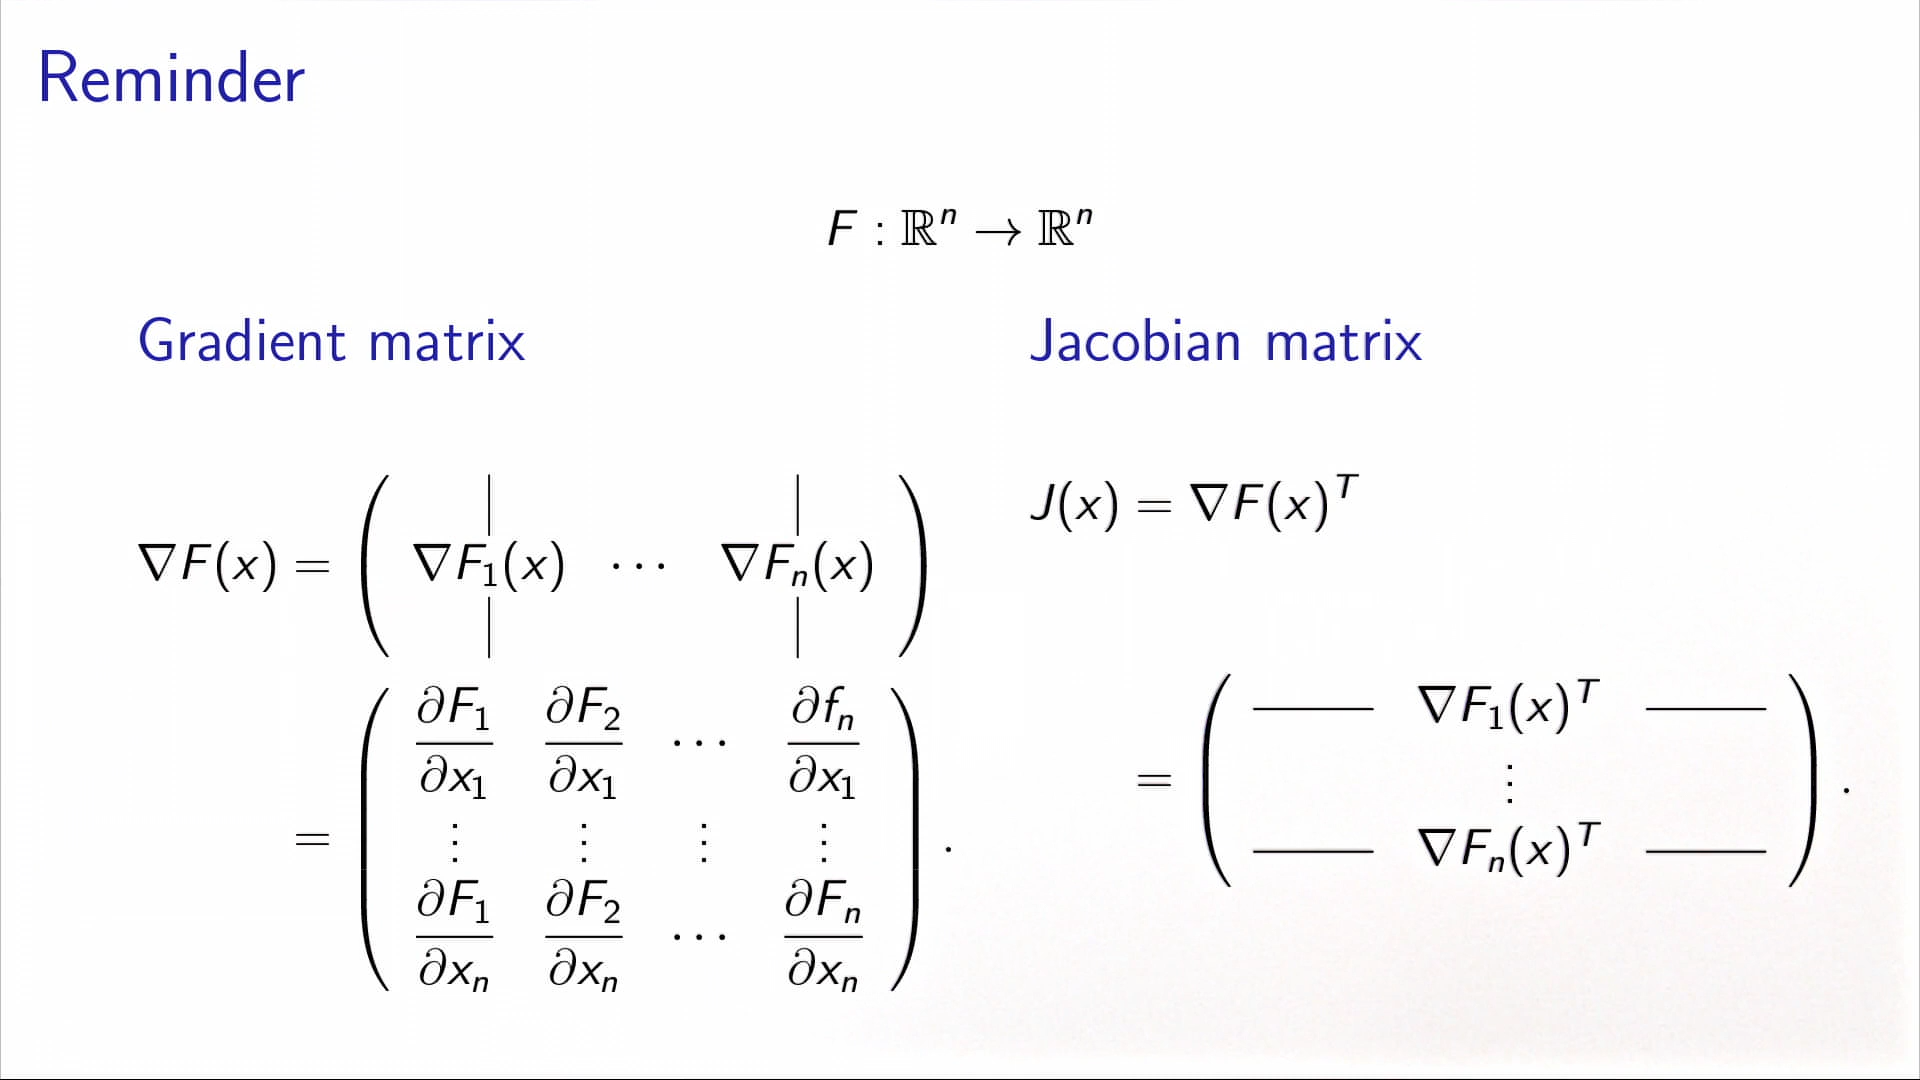 Reminder
F : ℝⁿ → ℝⁿ
Gradient matrix
∇F(x) = ( | | )
( ∇F₁(x) ⋯ ∇Fₙ(x) )
( | | )
= ( ∂F₁/∂x₁ ∂F₂/∂x₁ ⋯ ∂fₙ/∂x₁ )
( ⋮ ⋮ ⋮ ⋮ )
( ∂F₁/∂xₙ ∂F₂/∂xₙ ⋯ ∂Fₙ/∂xₙ ) .
Jacobian matrix
J(x) = ∇F(x)ᵀ
= ( — ∇F₁(x)ᵀ — )
( ⋮ )
( — ∇Fₙ(x)ᵀ — ) .